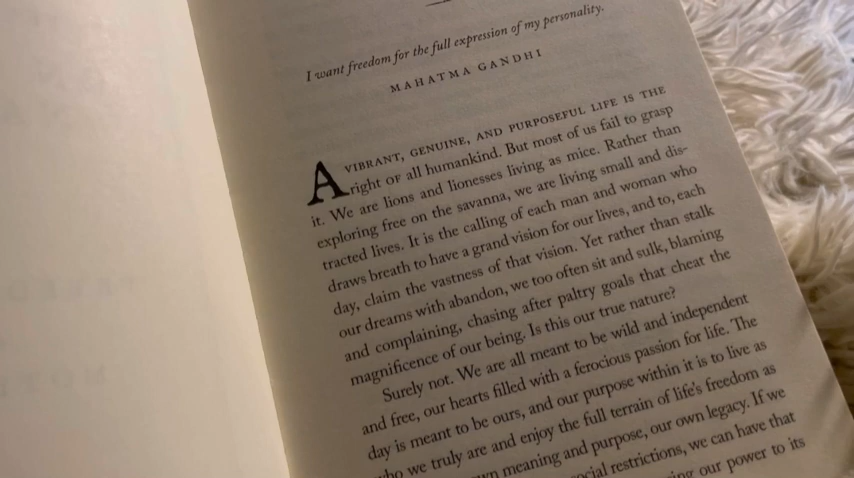 I want freedom for the full expression of my personality.
MAHATMA GANDHI
A VIBRANT, GENUINE, AND PURPOSEFUL LIFE IS THE
right OF all humankind. But most of us fail to grasp
it. We are lions and lionesses living as mice. Rather than
exploring free on the savanna, we are living small and dis-
tracted lives. It is the calling of each man and woman who
draws breath to have a grand vision for our lives, and to, each
day, claim the vastness of that vision. Yet rather than stalk
our dreams with abandon, we too often sit and sulk, blaming
and complaining, chasing after paltry goals that cheat the
magnificence of our being. Is this our true nature?
Surely not. We are all meant to be wild and independent
and free, our hearts filled with a ferocious passion for life. The
day is meant to be ours, and our purpose within it is to live as
who we truly are and enjoy the full terrain of life's freedom as
own meaning and purpose, our own legacy. If we
social restrictions, we can have that
our power to its